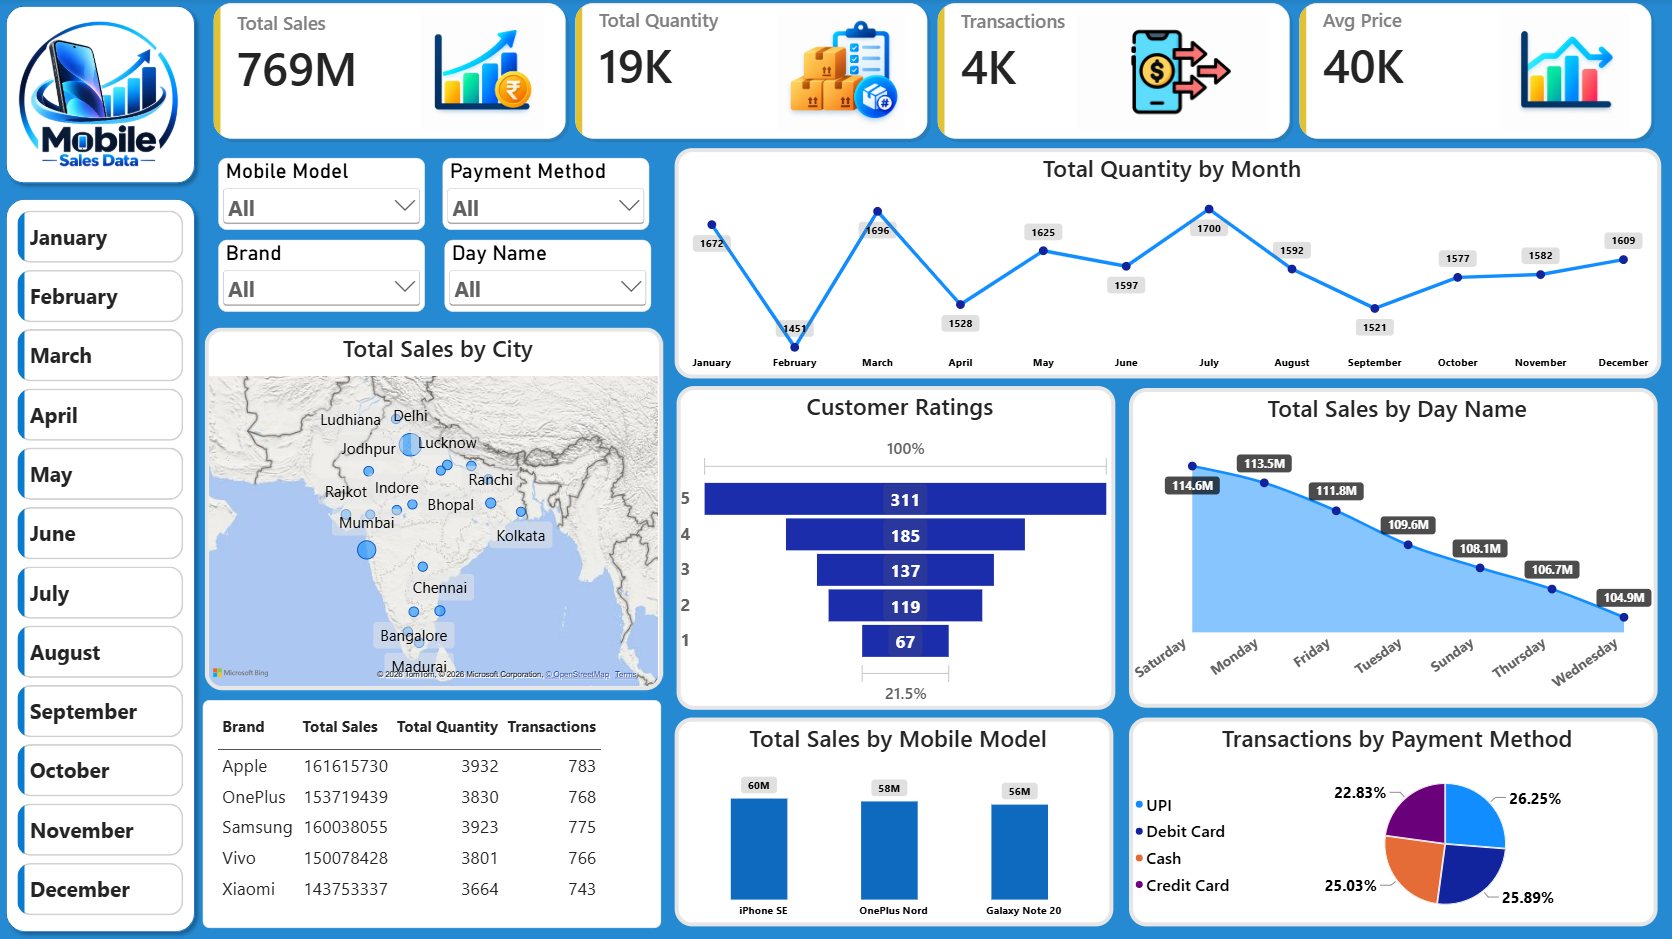 Mobile
Sales Data
Total Sales
769M
Total Quantity
19K
Transactions
4K
Avg Price
40K
January
February
March
April
May
June
July
August
September
October
November
December
Mobile Model
All
Payment Method
All
Brand
All
Day Name
All
Total Quantity by Month
1672
1451
1696
1528
1625
1597
1700
1592
1521
1577
1582
1609
January February March April May June July August September October November December
Total Sales by City
Ludhiana Delhi
Jodhpur Lucknow
Rajkot Indore Ranchi
Mumbai Bhopal
Kolkata
Chennai
Bangalore
Madurai
Microsoft Bing
© 2026 TomTom, © 2026 Microsoft Corporation, © OpenStreetMap Terms
Customer Ratings
100%
5 311
4 185
3 137
2 119
1 67
21.5%
Total Sales by Day Name
114.6M
113.5M
111.8M
109.6M
108.1M
106.7M
104.9M
Saturday Monday Friday Tuesday Sunday Thursday Wednesday
Brand Total Sales Total Quantity Transactions
Apple 161615730 3932 783
OnePlus 153719439 3830 768
Samsung 160038055 3923 775
Vivo 150078428 3801 766
Xiaomi 143753337 3664 743
Total Sales by Mobile Model
60M
58M
56M
iPhone SE OnePlus Nord Galaxy Note 20
Transactions by Payment Method
UPI
Debit Card
Cash
Credit Card
22.83%
26.25%
25.03%
25.89%